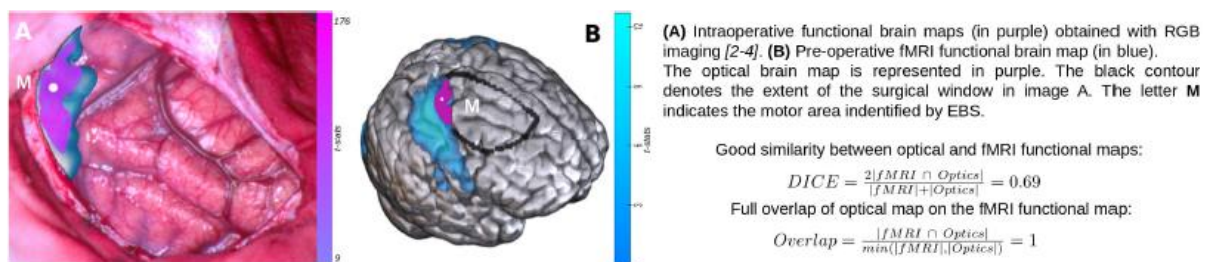 A
M
176
t-stats
9
B
M
t-stats
(A) Intraoperative functional brain maps (in purple) obtained with RGB
imaging [2-4]. (B) Pre-operative fMRI functional brain map (in blue).
The optical brain map is represented in purple. The black contour
denotes the extent of the surgical window in image A. The letter M
indicates the motor area indentified by EBS.
Good similarity between optical and fMRI functional maps:
DICE = 2|fMRI ∩ Optics| / |fMRI|+|Optics| = 0.69
Full overlap of optical map on the fMRI functional map:
Overlap = |fMRI ∩ Optics| / min(|fMRI|,|Optics|) = 1